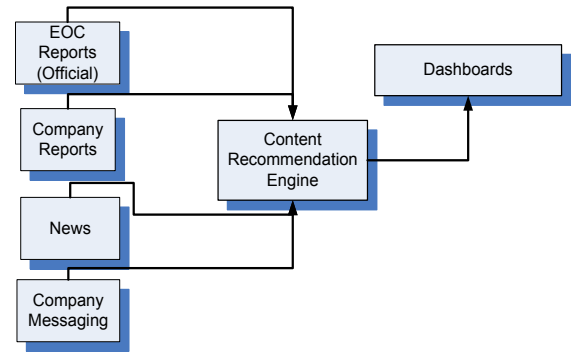 EOC
Reports
(Official)
Company
Reports
News
Company
Messaging
Content
Recommendation
Engine
Dashboards